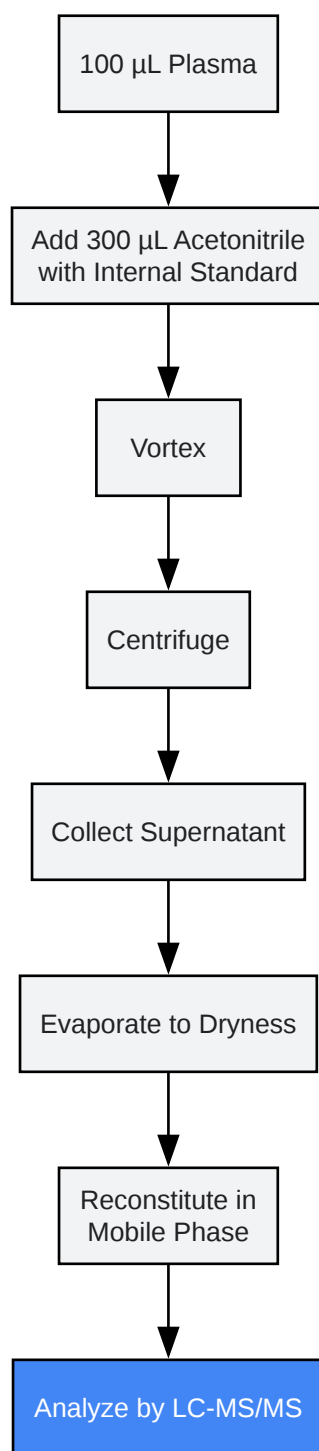 100 µL Plasma
Add 300 µL Acetonitrile
with Internal Standard
Vortex
Centrifuge
Collect Supernatant
Evaporate to Dryness
Reconstitute in
Mobile Phase
Analyze by LC-MS/MS